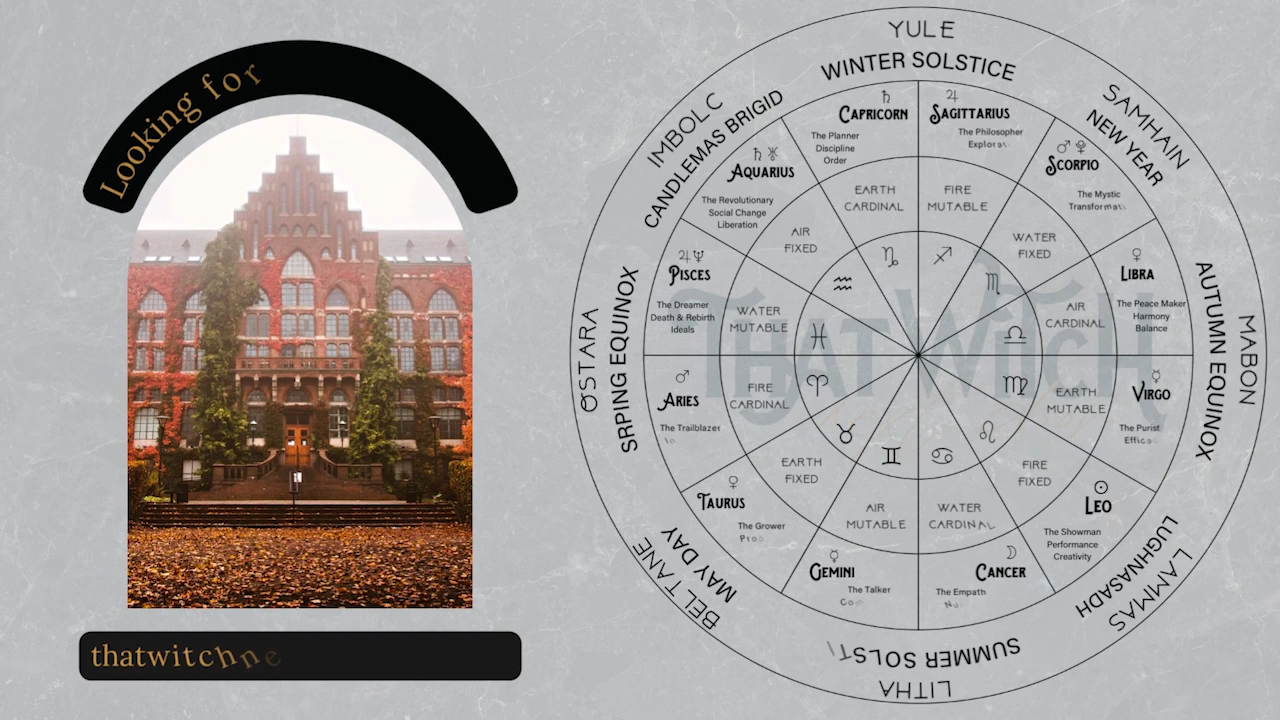 Looking for
thatwitchne
YULE
WINTER SOLSTICE
SAMHAIN
NEW YEAR
MABON
AUTUMN EQUINOX
LAMMAS
LUGHNASADH
LITHA
SUMMER SOLSTI
BELTANE
MAY DAY
OSTARA
SRPING EQUINOX
IMBOLC
CANDLEMAS BRIGID
CAPRICORN
The Planner
Discipline
Order
EARTH
CARDINAL
SAGITTARIUS
The Philosopher
FIRE
MUTABLE
SCORPIO
The Mystic
WATER
FIXED
LIBRA
The Peace Maker
Harmony
Balance
AIR
CARDINAL
VIRGO
The Purist
EARTH
MUTABLE
LEO
The Showman
Performance
Creativity
FIRE
FIXED
CANCER
The Empath
WATER
CARDINAL
GEMINI
The Talker
AIR
MUTABLE
TAURUS
The Grower
EARTH
FIXED
ARIES
The Trailblazer
FIRE
CARDINAL
PISCES
The Dreamer
Death & Rebirth
Ideals
WATER
MUTABLE
AQUARIUS
The Revolutionary
Social Change
Liberation
AIR
FIXED
THAT WITCH